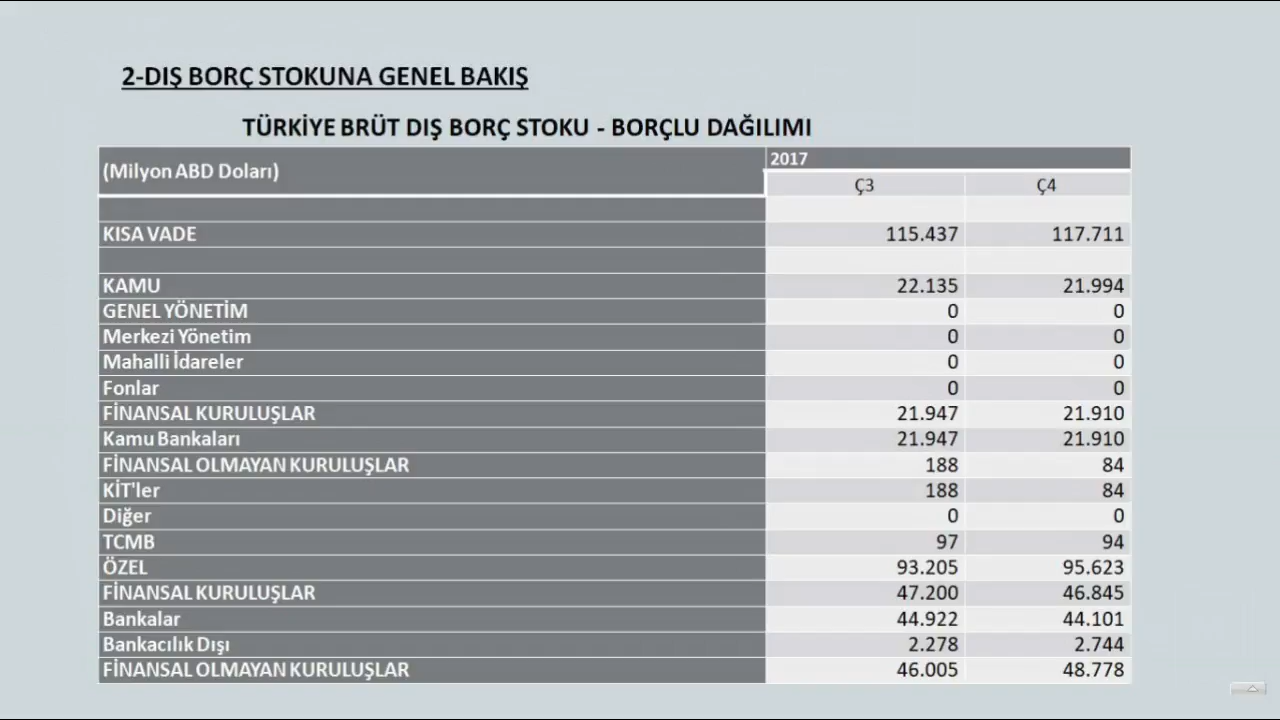 2-DIŞ BORÇ STOKUNA GENEL BAKIŞ
TÜRKİYE BRÜT DIŞ BORÇ STOKU - BORÇLU DAĞILIMI
(Milyon ABD Doları) 2017
Ç3 Ç4
KISA VADE 115.437 117.711
KAMU 22.135 21.994
GENEL YÖNETİM 0 0
Merkezi Yönetim 0 0
Mahalli İdareler 0 0
Fonlar 0 0
FİNANSAL KURULUŞLAR 21.947 21.910
Kamu Bankaları 21.947 21.910
FİNANSAL OLMAYAN KURULUŞLAR 188 84
KİT'ler 188 84
Diğer 0 0
TCMB 97 94
ÖZEL 93.205 95.623
FİNANSAL KURULUŞLAR 47.200 46.845
Bankalar 44.922 44.101
Bankacılık Dışı 2.278 2.744
FİNANSAL OLMAYAN KURULUŞLAR 46.005 48.778